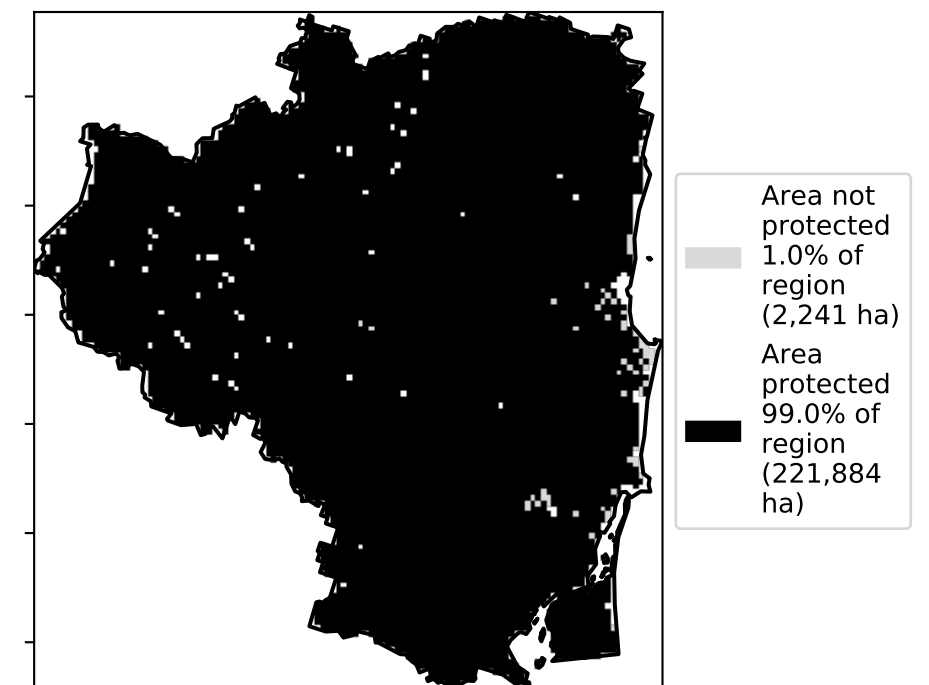 Area not
protected
1.0% of
region
(2,241 ha)
Area
protected
99.0% of
region
(221,884
ha)